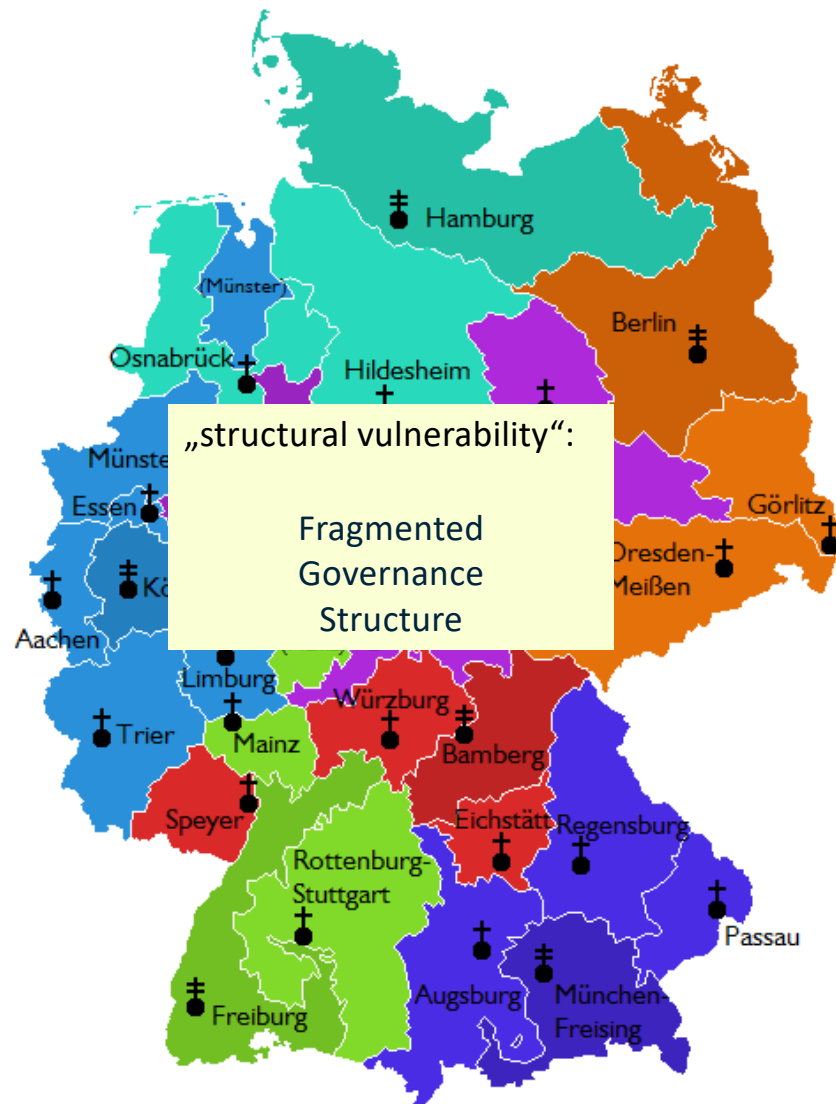 Hamburg
(Münster)
Berlin
Osnabrück
Hildesheim
„structural vulnerability“:
Fragmented
Governance
Structure
Essen
Görlitz
Dresden-
Meißen
Aachen
Limburg
Würzburg
Trier
Mainz
Bamberg
Speyer
Eichstätt
Regensburg
Rottenburg-
Stuttgart
Passau
Augsburg
München-
Freising
Freiburg